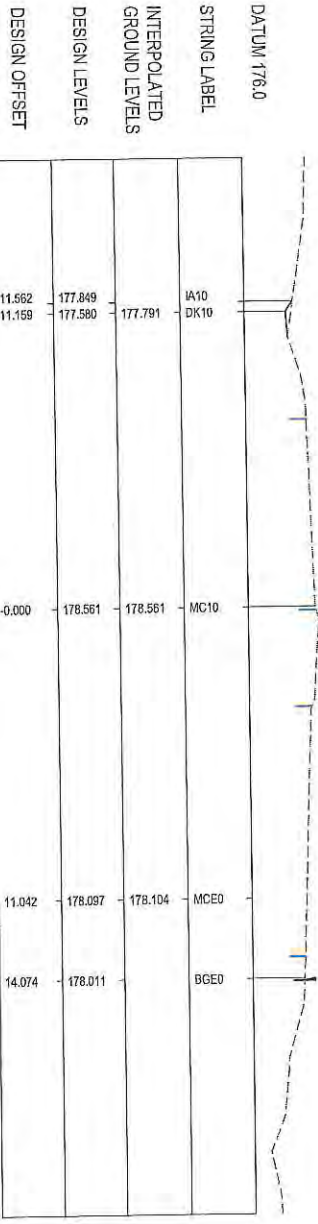 DATUM 176.0
STRING LABEL IA10 DK10 MC10 MCE0 BGE0
INTERPOLATED
GROUND LEVELS 177.791 178.561 178.104
DESIGN LEVELS 177.849 177.580 178.561 178.097 178.011
DESIGN OFFSET 11.562 11.159 -0.000 11.042 14.074